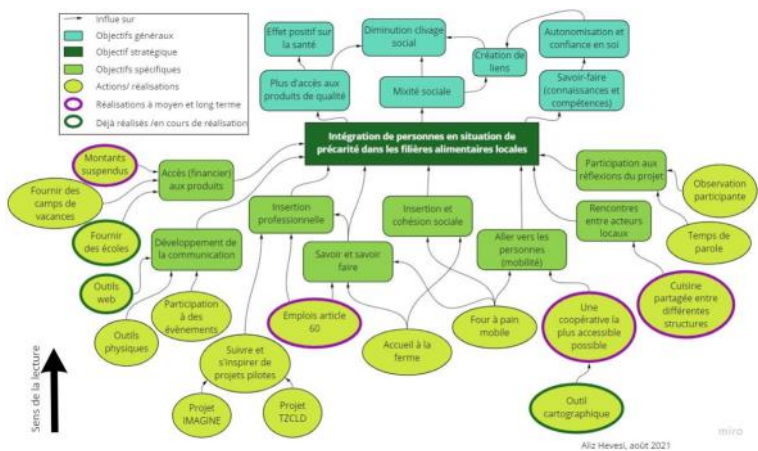 Influe sur
Objectifs généraux
Objectif stratégique
Objectifs spécifiques
Actions/ réalisations
Réalisations à moyen et long terme
Déjà réalisés /en cours de réalisation
Effet positif sur
la santé
Diminution clivage
social
Création de
liens
Autonomisation et
confiance en soi
Plus d'accès aux
produits de qualité
Mixité sociale
Savoir-faire
(connaissances et
compétences)
Intégration de personnes en situation de
précarité dans les filières alimentaires locales
Montants
suspendus
Accès (financier)
aux produits
Fournir des
camps de
vacances
Fournir
des écoles
Développement de
la communication
Outils
web
Outils
physiques
Participation
à des
évènements
Insertion
professionnelle
Savoir et savoir
faire
Insertion et
cohésion sociale
Aller vers les
personnes
(mobilité)
Participation aux
réflexions du projet
Rencontres
entre acteurs
locaux
Observation
participante
Temps de
parole
Emplois article
60
Suivre et
s'inspirer de
projets pilotes
Projet
IMAGINE
Projet
TZCLD
Accueil à la
ferme
Four à pain
mobile
Une
coopérative la
plus accessible
possible
Cuisine
partagée entre
différentes
structures
Outil
cartographique
Sens de la lecture
miro
Aliz Hevesi, août 2021